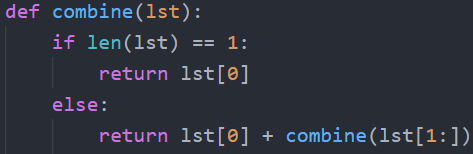 def combine(lst):
    if len(lst) == 1:
        return lst[0]
    else:
        return lst[0] + combine(lst[1:])